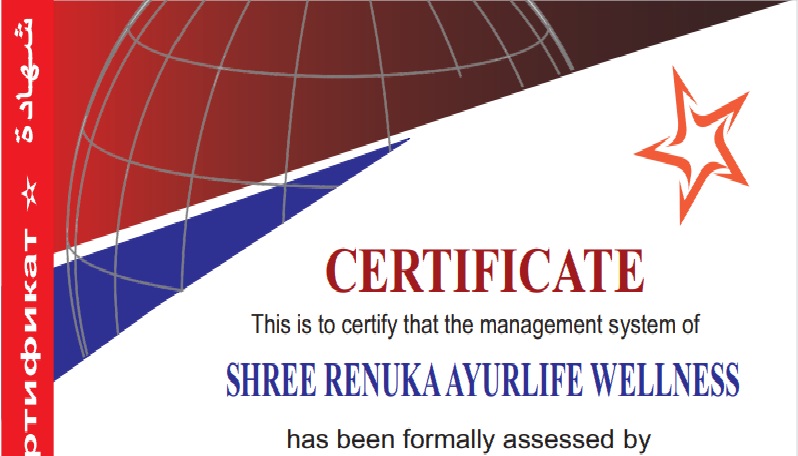 شهادة
ртификат
CERTIFICATE
This is to certify that the management system of
SHREE RENUKA AYURLIFE WELLNESS
has been formally assessed by